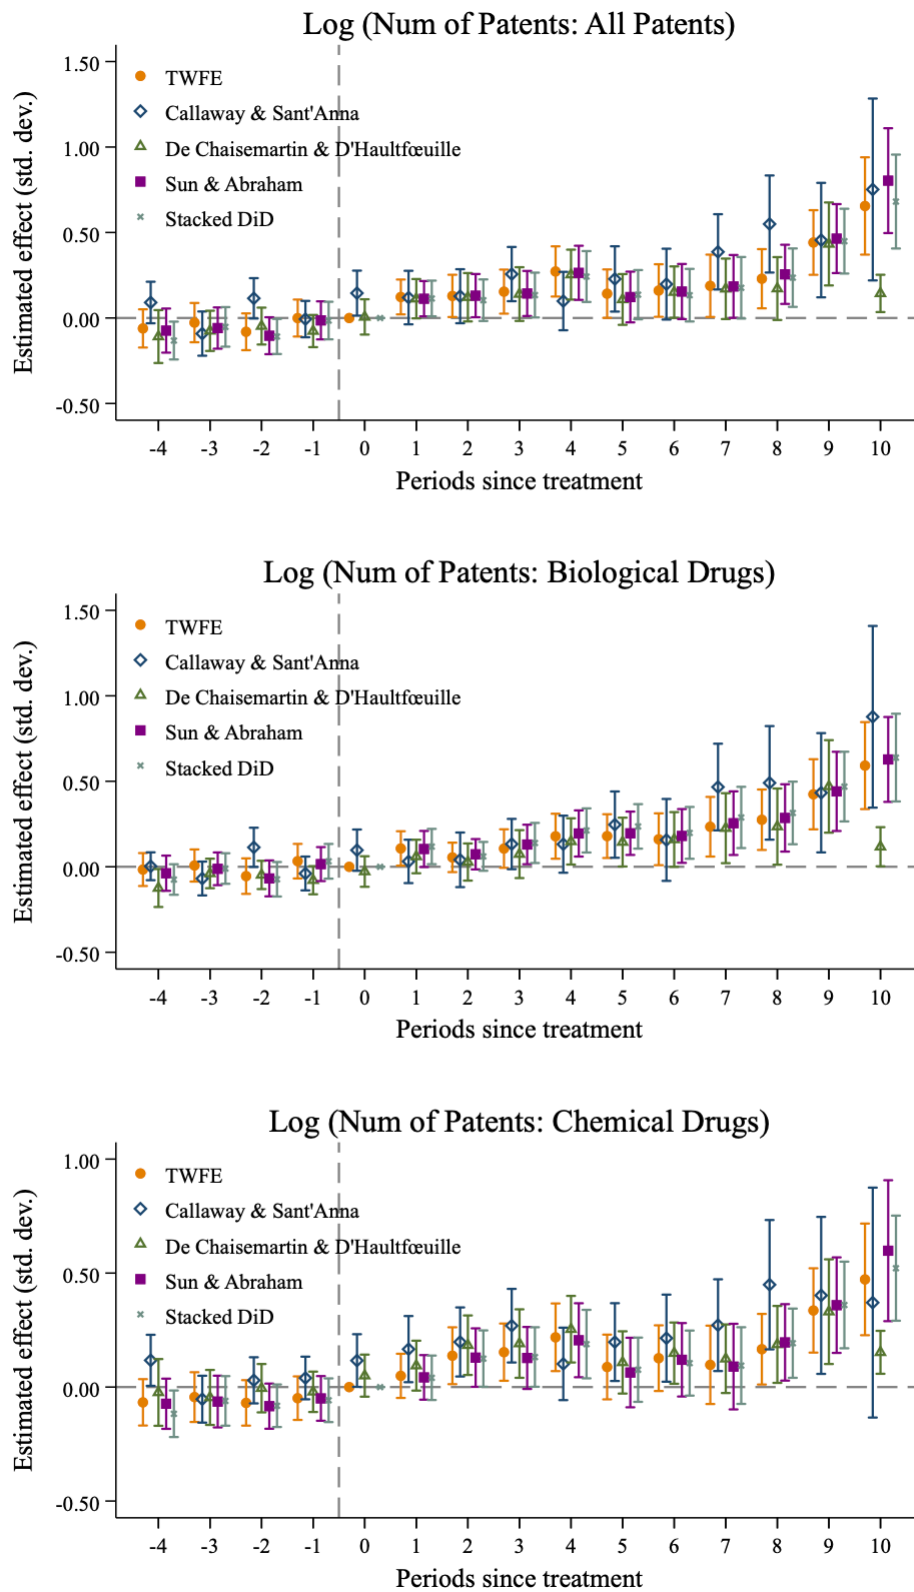 Log (Num of Patents: All Patents)
Estimated effect (std. dev.)
1.50
1.00
0.50
0.00
-0.50
TWFE
Callaway & Sant'Anna
De Chaisemartin & D'Haultfœuille
Sun & Abraham
Stacked DiD
-4 -3 -2 -1 0 1 2 3 4 5 6 7 8 9 10
Periods since treatment
Log (Num of Patents: Biological Drugs)
Estimated effect (std. dev.)
1.50
1.00
0.50
0.00
-0.50
TWFE
Callaway & Sant'Anna
De Chaisemartin & D'Haultfœuille
Sun & Abraham
Stacked DiD
-4 -3 -2 -1 0 1 2 3 4 5 6 7 8 9 10
Periods since treatment
Log (Num of Patents: Chemical Drugs)
Estimated effect (std. dev.)
1.00
0.50
0.00
-0.50
TWFE
Callaway & Sant'Anna
De Chaisemartin & D'Haultfœuille
Sun & Abraham
Stacked DiD
-4 -3 -2 -1 0 1 2 3 4 5 6 7 8 9 10
Periods since treatment